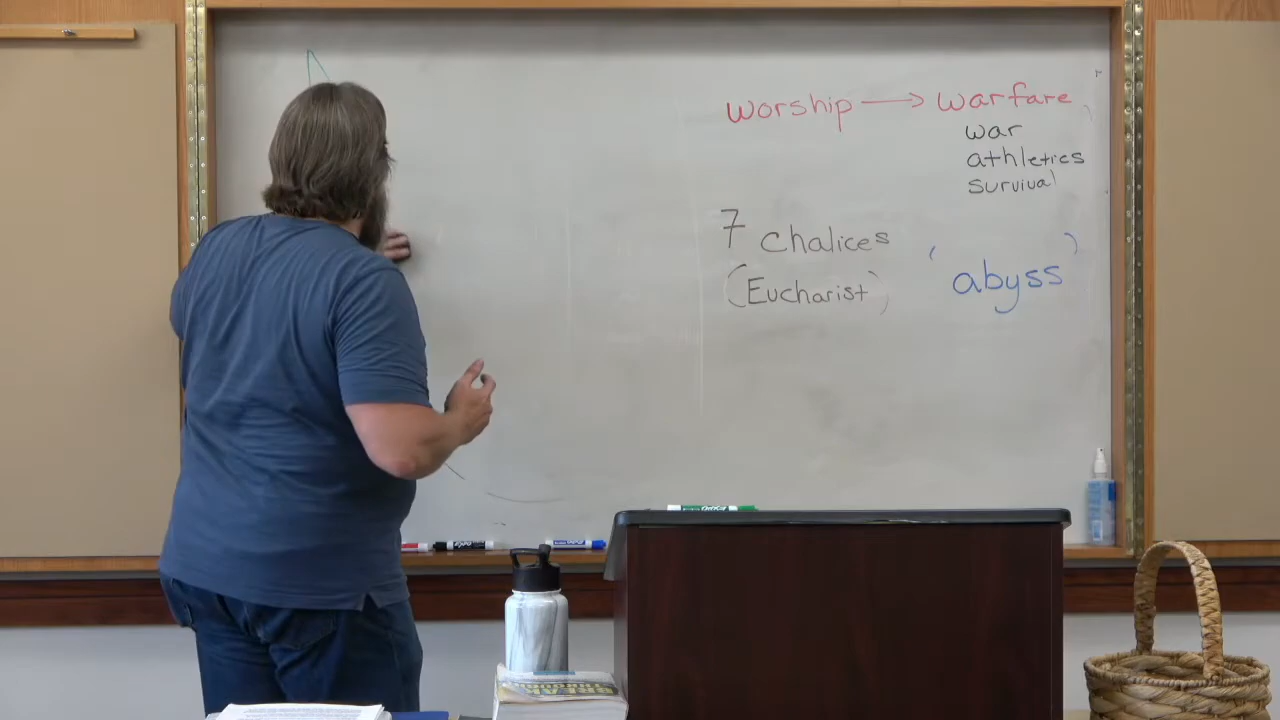 worship → warfare
war
athletics
survival
7 chalices
(Eucharist)
(abyss)